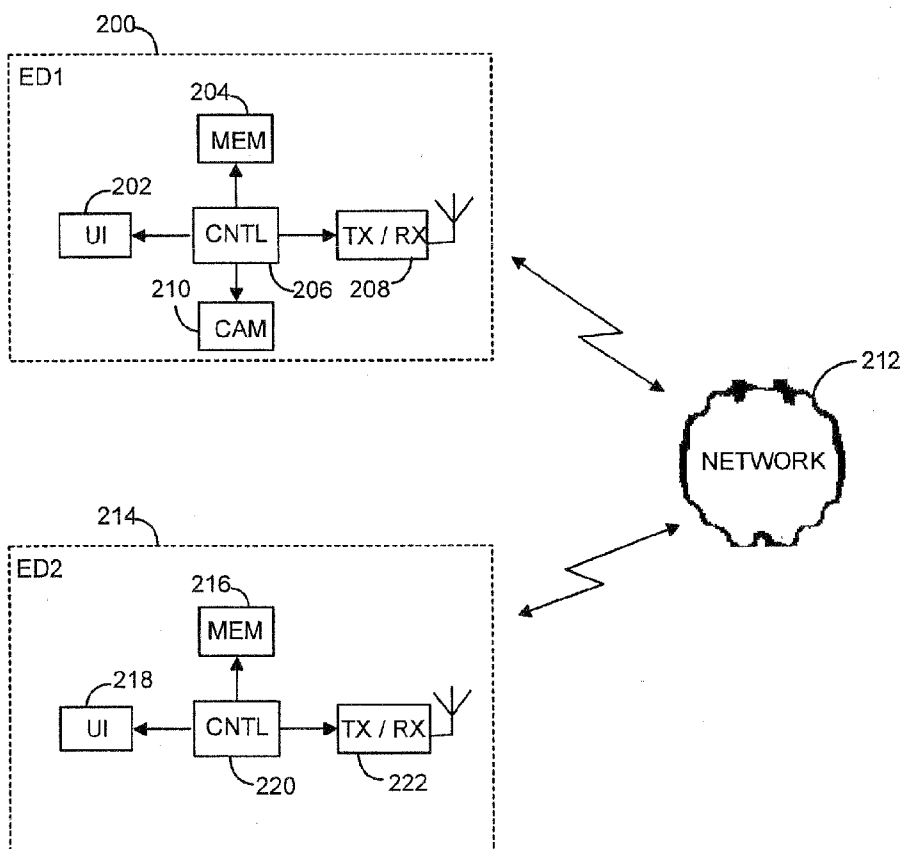 200
ED1
204
MEM
202
UI
CNTL
TX / RX
210
206
208
CAM
212
NETWORK
214
ED2
216
MEM
218
UI
CNTL
TX / RX
220
222